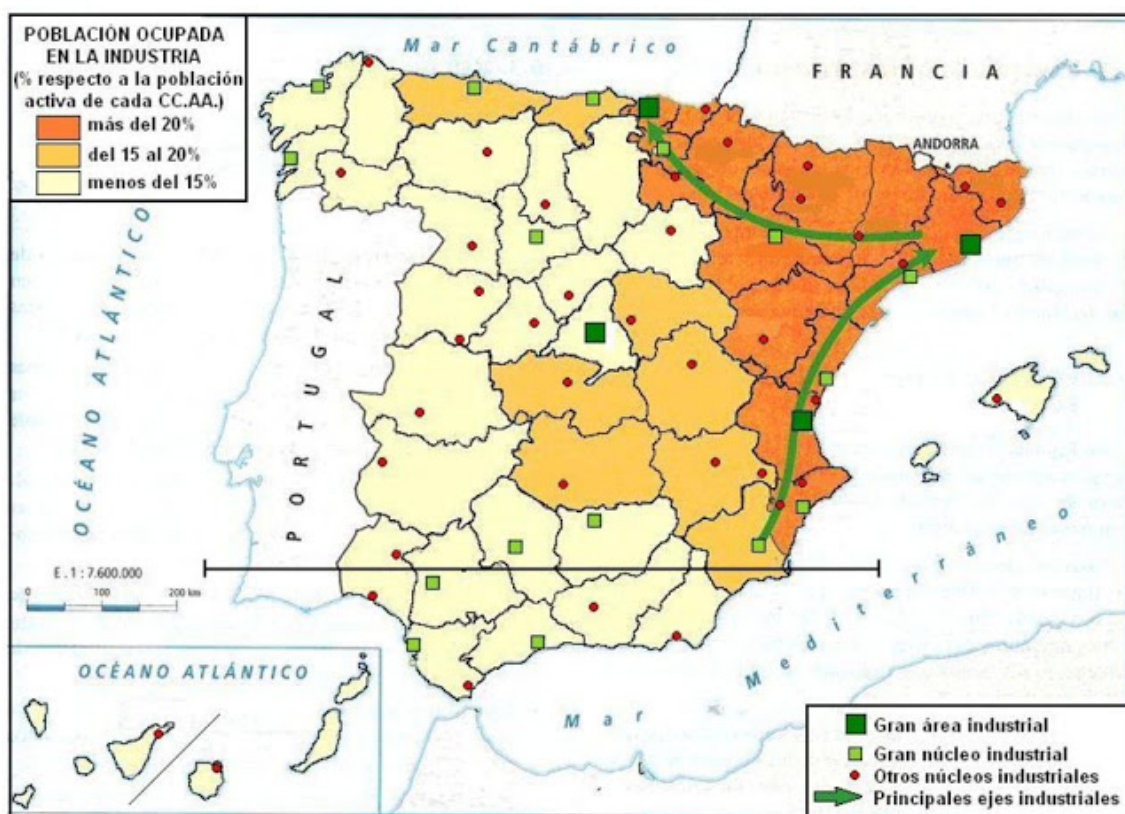 POBLACIÓN OCUPADA
EN LA INDUSTRIA
(% respecto a la población
activa de cada CC.AA.)
más del 20%
del 15 al 20%
menos del 15%
Mar Cantábrico
FRANCIA
ANDORRA
OCÉANO ATLÁNTICO
PORTUGAL
Mar Mediterráneo
E. 1 : 7.600.000
0 200 km
OCÉANO ATLÁNTICO
Gran área industrial
Gran núcleo industrial
Otros núcleos industriales
Principales ejes industriales